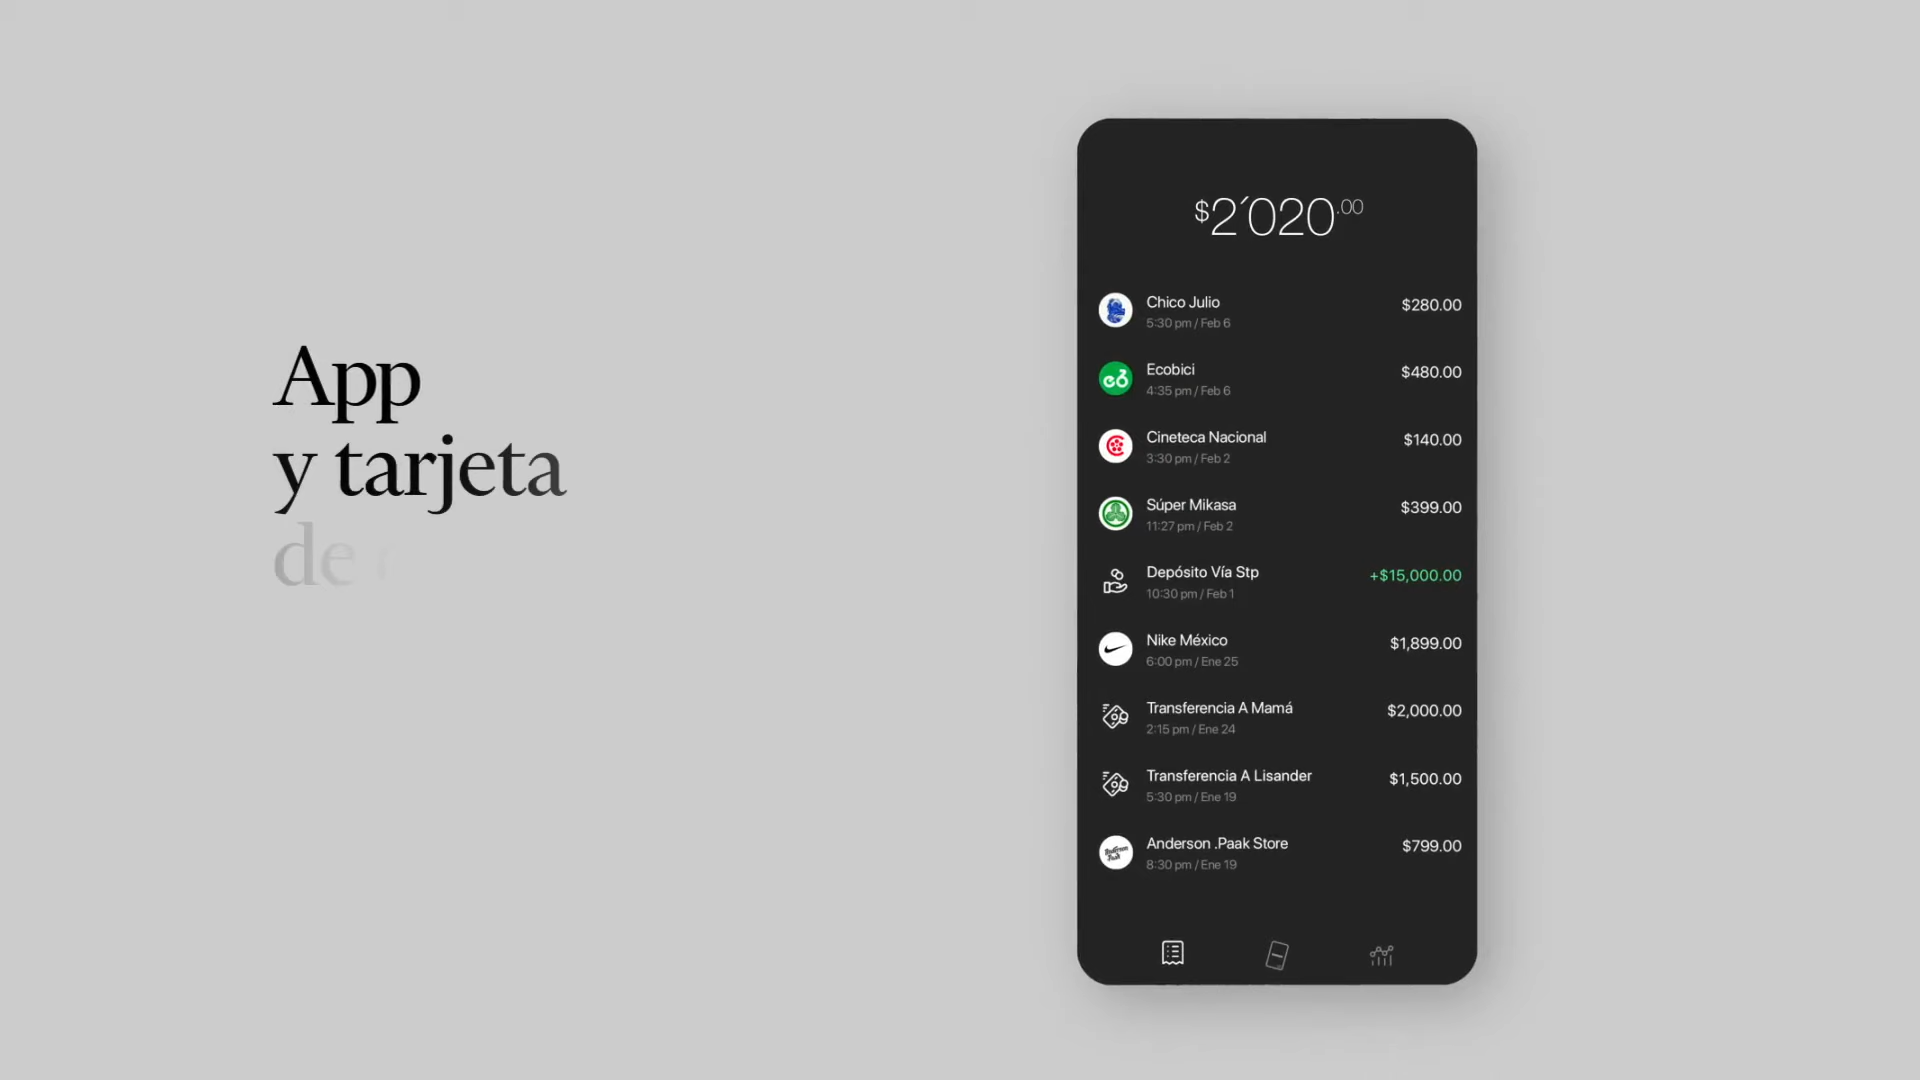 App
y tarjeta
de
$2´020.00
Chico Julio
$280.00
5:30 pm / Feb 6
Ecobici
$480.00
4:35 pm / Feb 6
Cineteca Nacional
$140.00
3:30 pm / Feb 2
Súper Mikasa
$399.00
11:27 pm / Feb 2
Depósito Vía Stp
+$15,000.00
10:30 pm / Feb 1
Nike México
$1,899.00
6:00 pm / Ene 25
Transferencia A Mamá
$2,000.00
2:15 pm / Ene 24
Transferencia A Lisander
$1,500.00
5:30 pm / Ene 19
Anderson .Paak Store
$799.00
8:30 pm / Ene 19